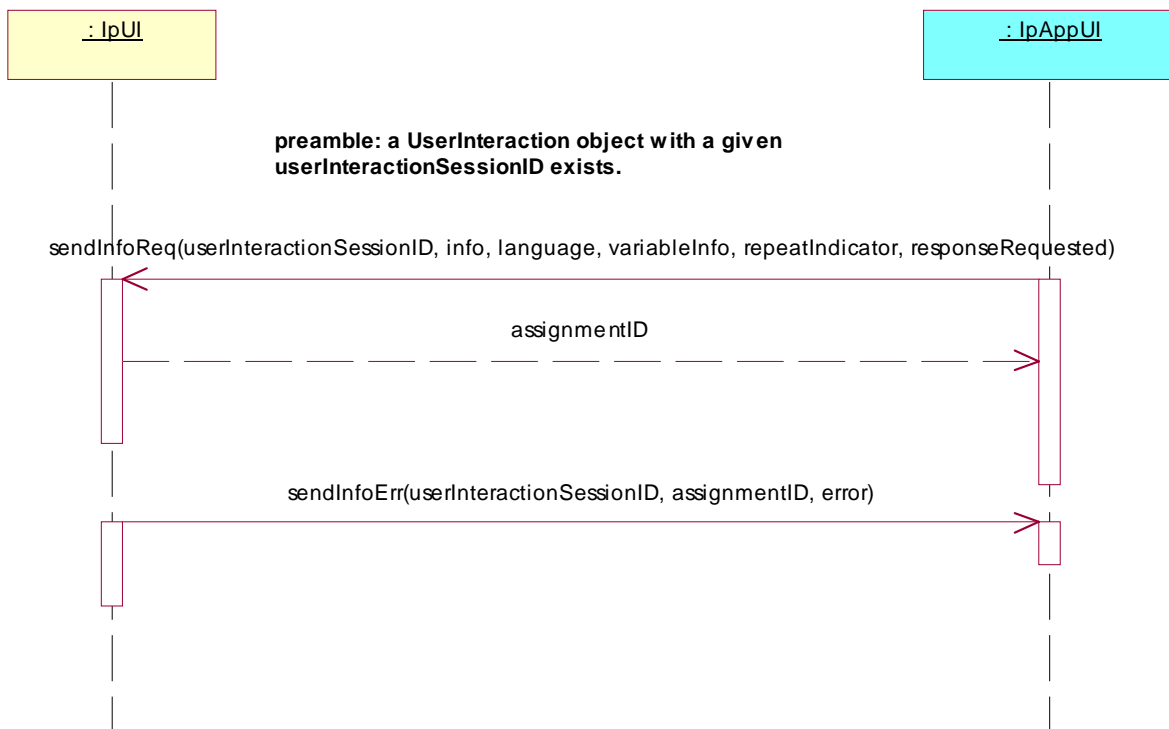 : IpUI
: IpAppUI
preamble: a UserInteraction object with a given
userInteractionSessionID exists.
sendInfoReq(userInteractionSessionID, info, language, variableInfo, repeatIndicator, responseRequested)
assignmentID
sendInfoErr(userInteractionSessionID, assignmentID, error)